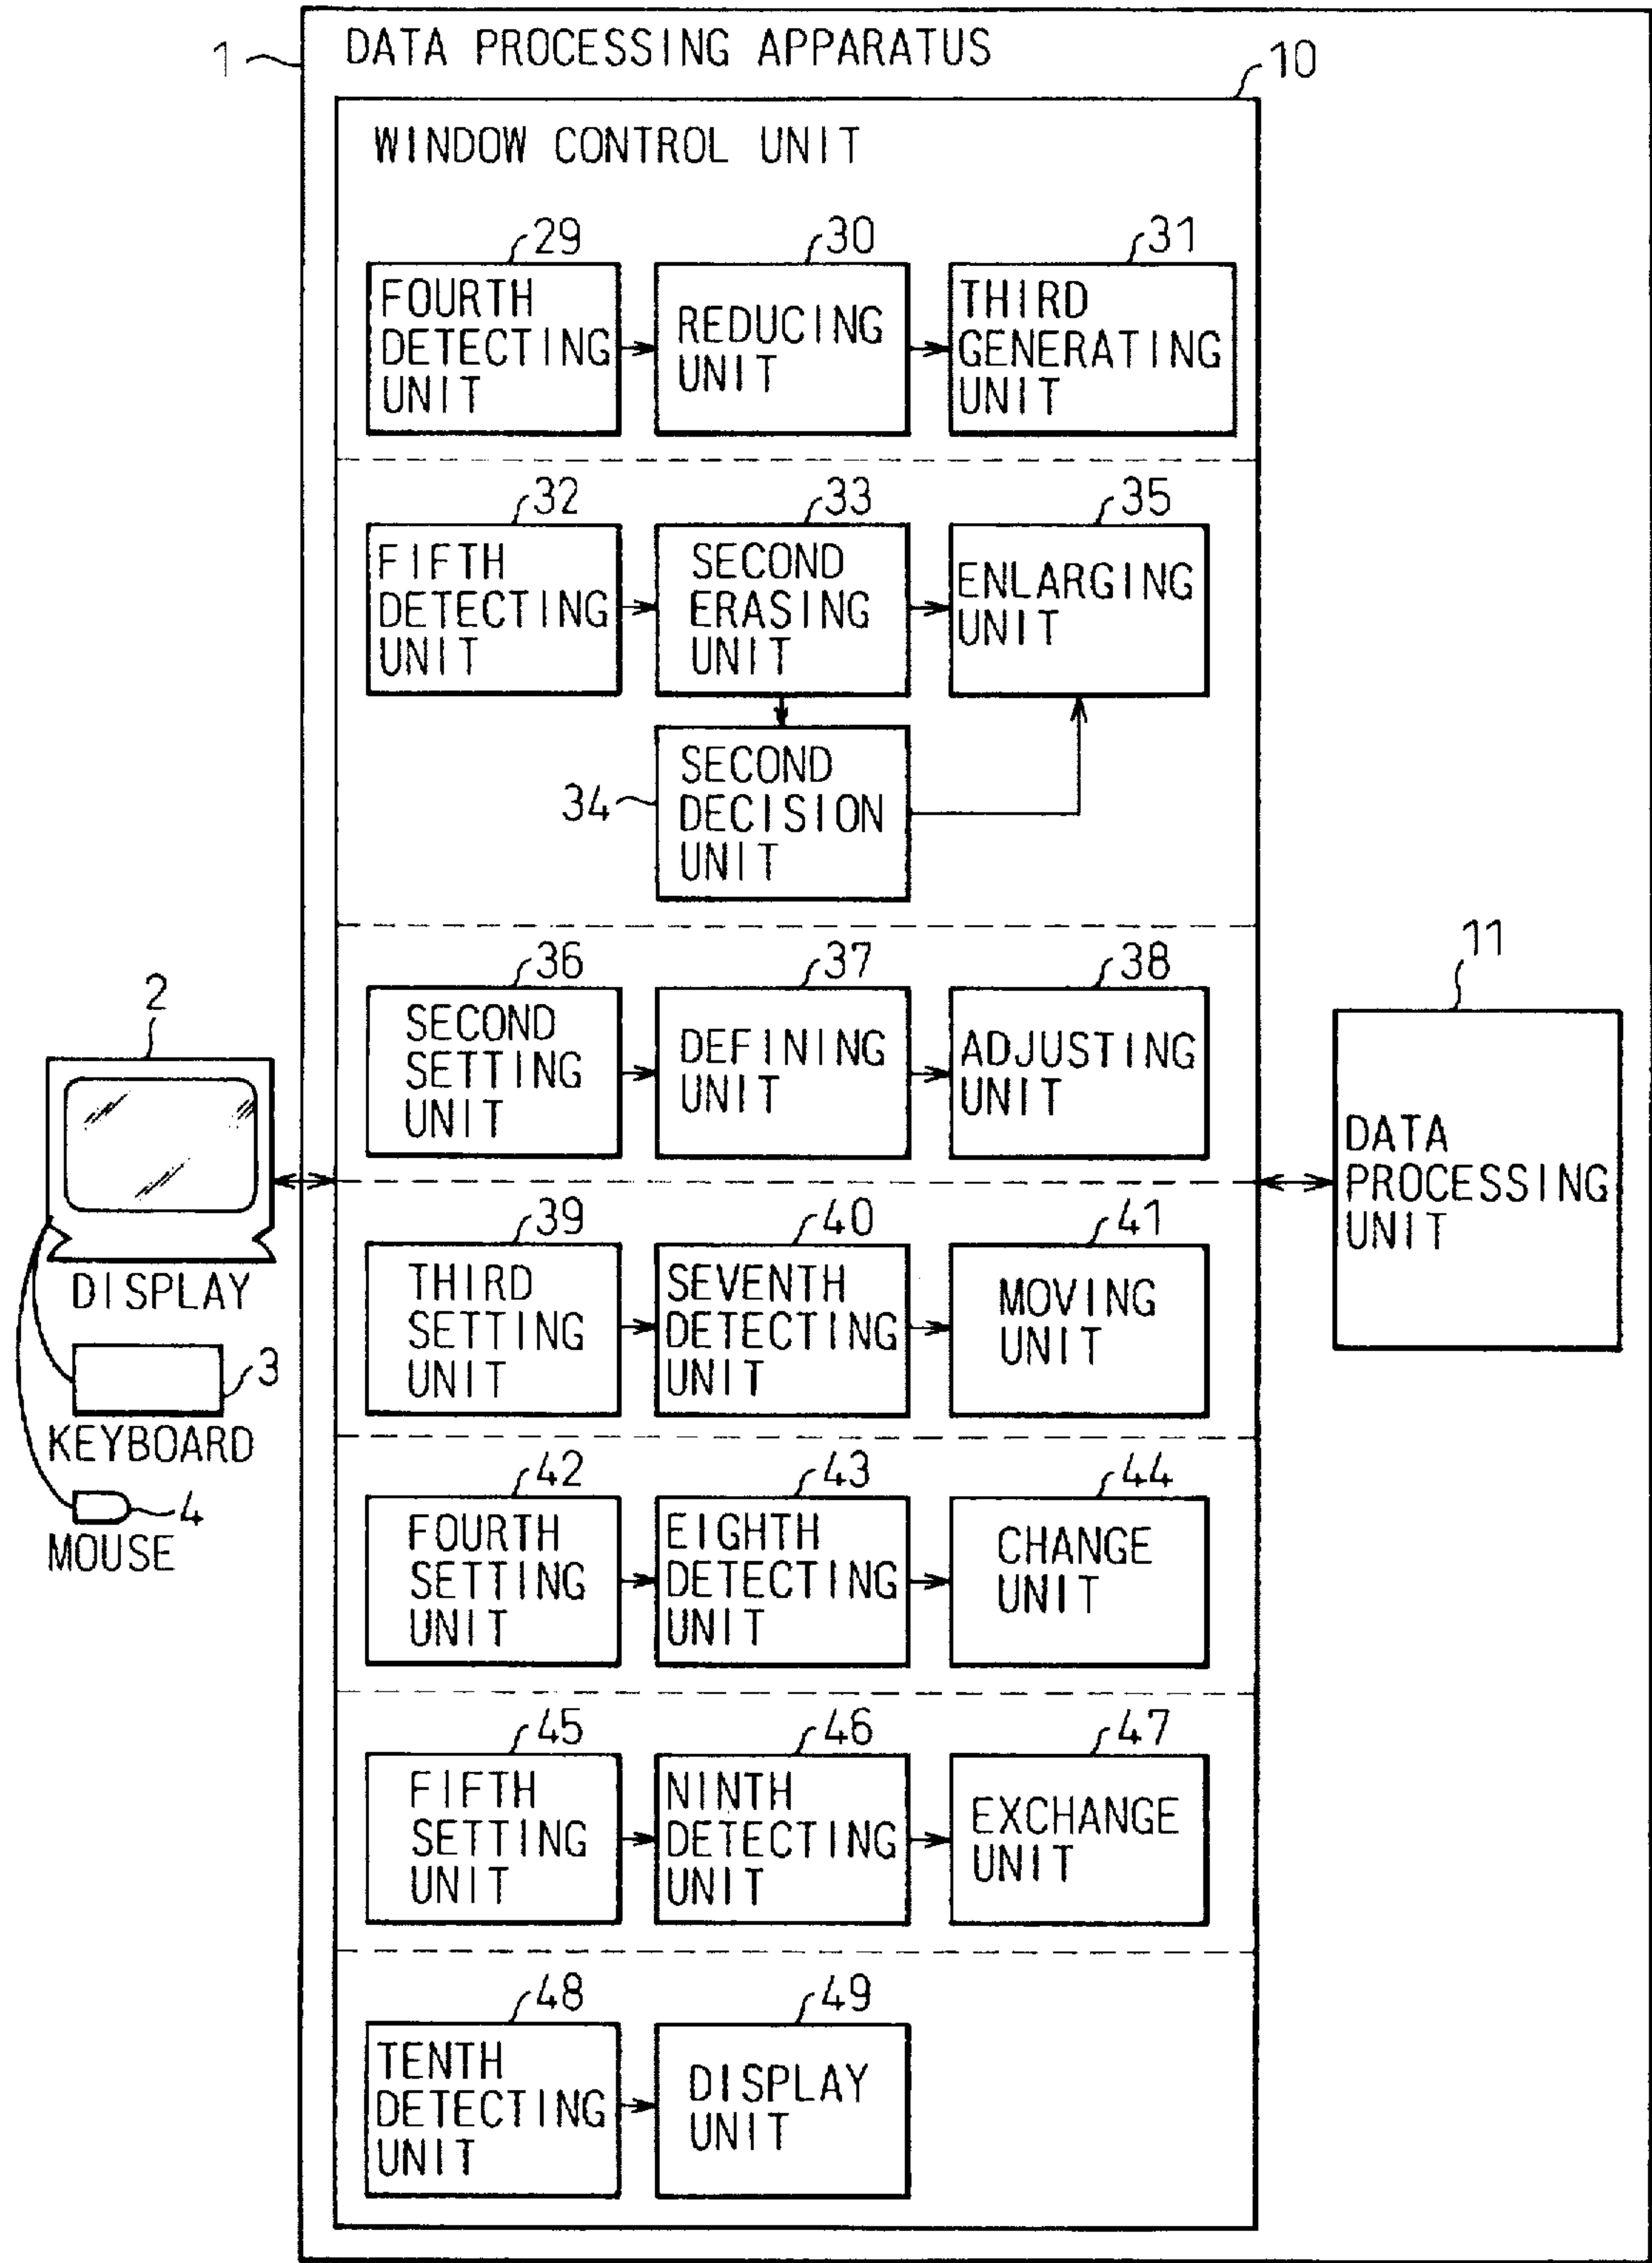 1
DATA PROCESSING APPARATUS
10
WINDOW CONTROL UNIT
29
FOURTH
DETECTING
UNIT
30
REDUCING
UNIT
31
THIRD
GENERATING
UNIT
32
FIFTH
DETECTING
UNIT
33
SECOND
ERASING
UNIT
35
ENLARGING
UNIT
34
SECOND
DECISION
UNIT
36
SECOND
SETTING
UNIT
37
DEFINING
UNIT
38
ADJUSTING
UNIT
11
DATA
PROCESSING
UNIT
2
DISPLAY
3
KEYBOARD
4
MOUSE
39
THIRD
SETTING
UNIT
40
SEVENTH
DETECTING
UNIT
41
MOVING
UNIT
42
FOURTH
SETTING
UNIT
43
EIGHTH
DETECTING
UNIT
44
CHANGE
UNIT
45
FIFTH
SETTING
UNIT
46
NINTH
DETECTING
UNIT
47
EXCHANGE
UNIT
48
TENTH
DETECTING
UNIT
49
DISPLAY
UNIT